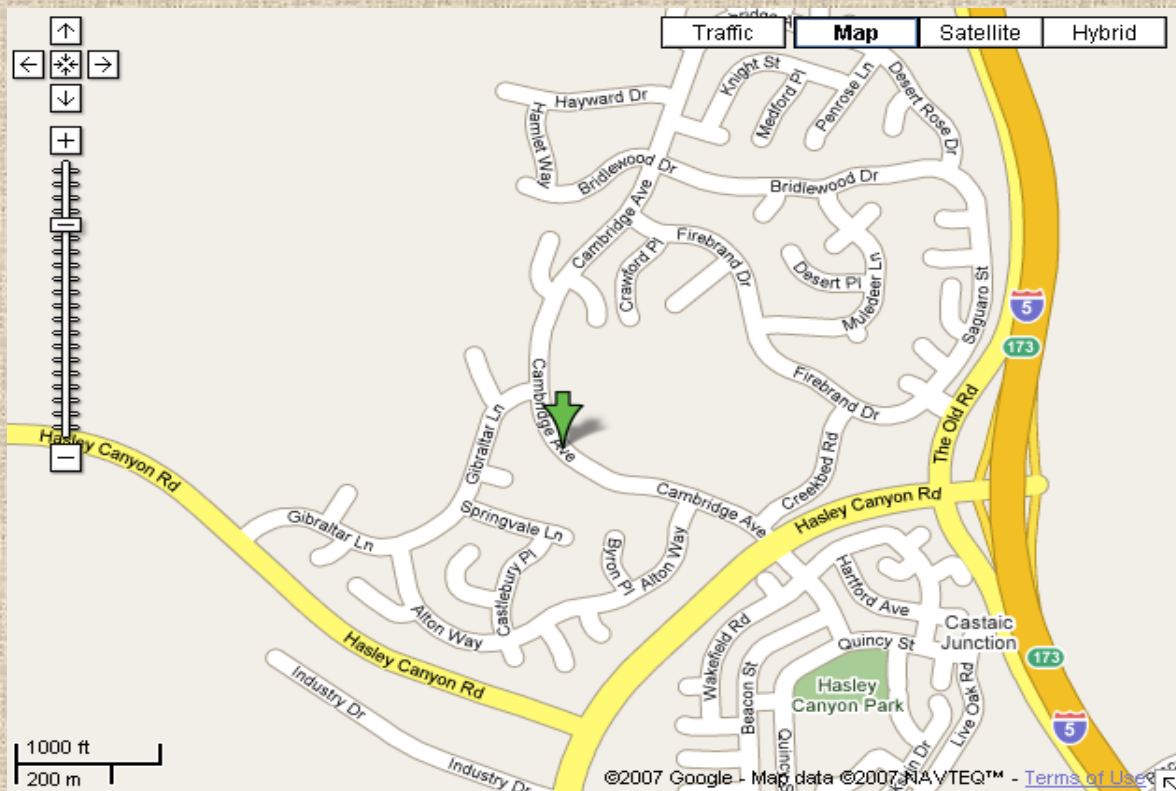 Traffic
Map
Satellite
Hybrid
Knight St
Medford Pl
Penrose Ln
Desert Rose Dr
Hayward Dr
Hamlet Way
Bridlewood Dr
Bridlewood Dr
Cambridge Ave
Firebrand Dr
Crawford Pl
Desert Pl
Muledeer Ln
Saguaro St
5
173
Cambridge Ave
Firebrand Dr
The Old Rd
Gibraltar Ln
Hasley Canyon Rd
Creekbed Rd
Cambridge Ave
Hasley Canyon Rd
Springvale Ln
Gibraltar Ln
Byron Pl
Alton Way
Castlebury Pl
Alton Way
Hartford Ave
Castaic
Junction
Wakefield Rd
Quincy St
173
Hasley Canyon Rd
Beacon St
Hasley
Canyon Park
Live Oak Rd
Industry Dr
5
Industry Dr
1000 ft
200 m
©2007 Google - Map data ©2007 NAVTEQ™ - Terms of Use